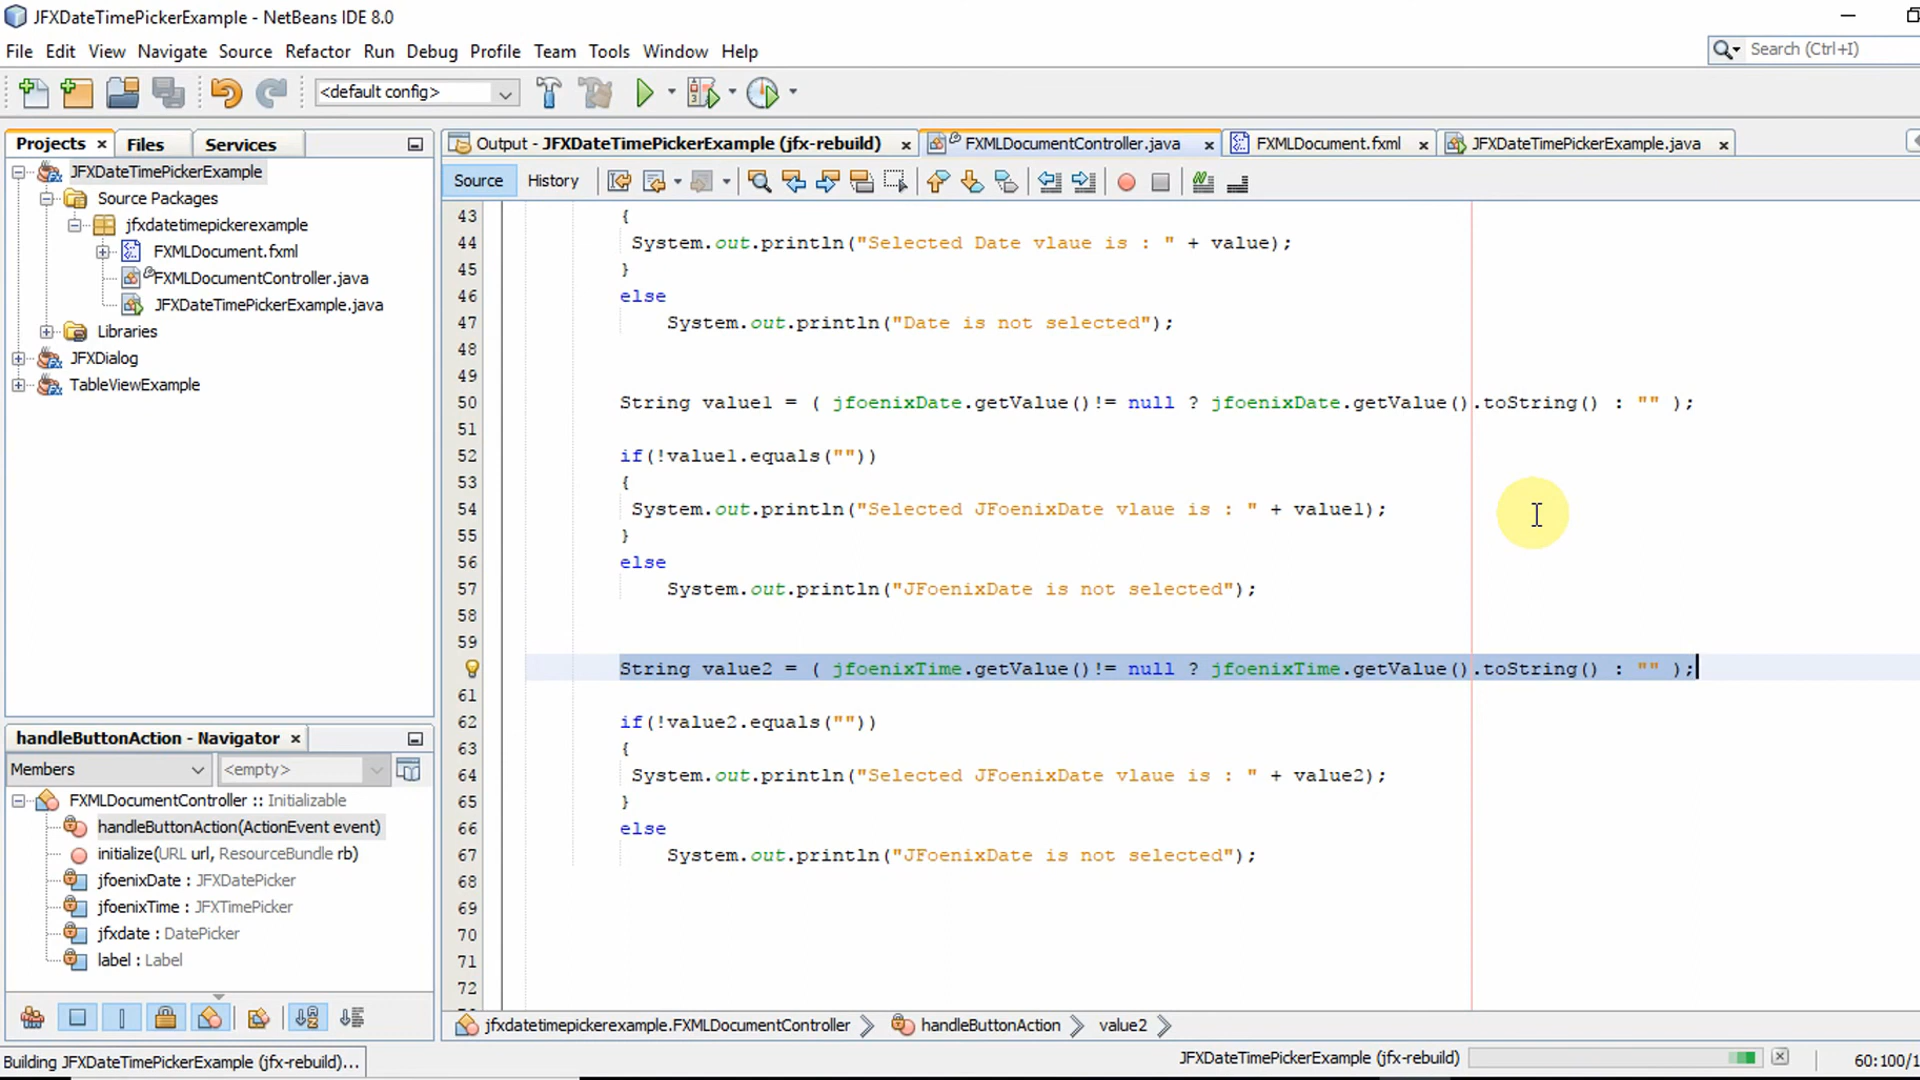 JFXDateTimePickerExample - NetBeans IDE 8.0
File Edit View Navigate Source Refactor Run Debug Profile Team Tools Window Help
Search (Ctrl+I)
<default config>
Projects Files Services
JFXDateTimePickerExample
Source Packages
jfxdatetimepickerexample
FXMLDocument.fxml
FXMLDocumentController.java
JFXDateTimePickerExample.java
Libraries
JFXDialog
TableViewExample
handleButtonAction - Navigator
Members <empty>
FXMLDocumentController :: Initializable
handleButtonAction(ActionEvent event)
initialize(URL url, ResourceBundle rb)
jfoenixDate : JFXDatePicker
jfoenixTime : JFXTimePicker
jfxdate : DatePicker
label : Label
Output - JFXDateTimePickerExample (jfx-rebuild) FXMLDocumentController.java FXMLDocument.fxml JFXDateTimePickerExample.java
Source History
43 {
44 System.out.println("Selected Date vlaue is : " + value);
45 }
46 else
47 System.out.println("Date is not selected");
48
49
50 String value1 = ( jfoenixDate.getValue()!= null ? jfoenixDate.getValue().toString() : "" );
51
52 if(!value1.equals(""))
53 {
54 System.out.println("Selected JFoenixDate vlaue is : " + value1);
55 }
56 else
57 System.out.println("JFoenixDate is not selected");
58
59
String value2 = ( jfoenixTime.getValue()!= null ? jfoenixTime.getValue().toString() : "" );
61
62 if(!value2.equals(""))
63 {
64 System.out.println("Selected JFoenixDate vlaue is : " + value2);
65 }
66 else
67 System.out.println("JFoenixDate is not selected");
68
69
70
71
72
jfxdatetimepickerexample.FXMLDocumentController handleButtonAction value2
Building JFXDateTimePickerExample (jfx-rebuild)... JFXDateTimePickerExample (jfx-rebuild) 60:100/1